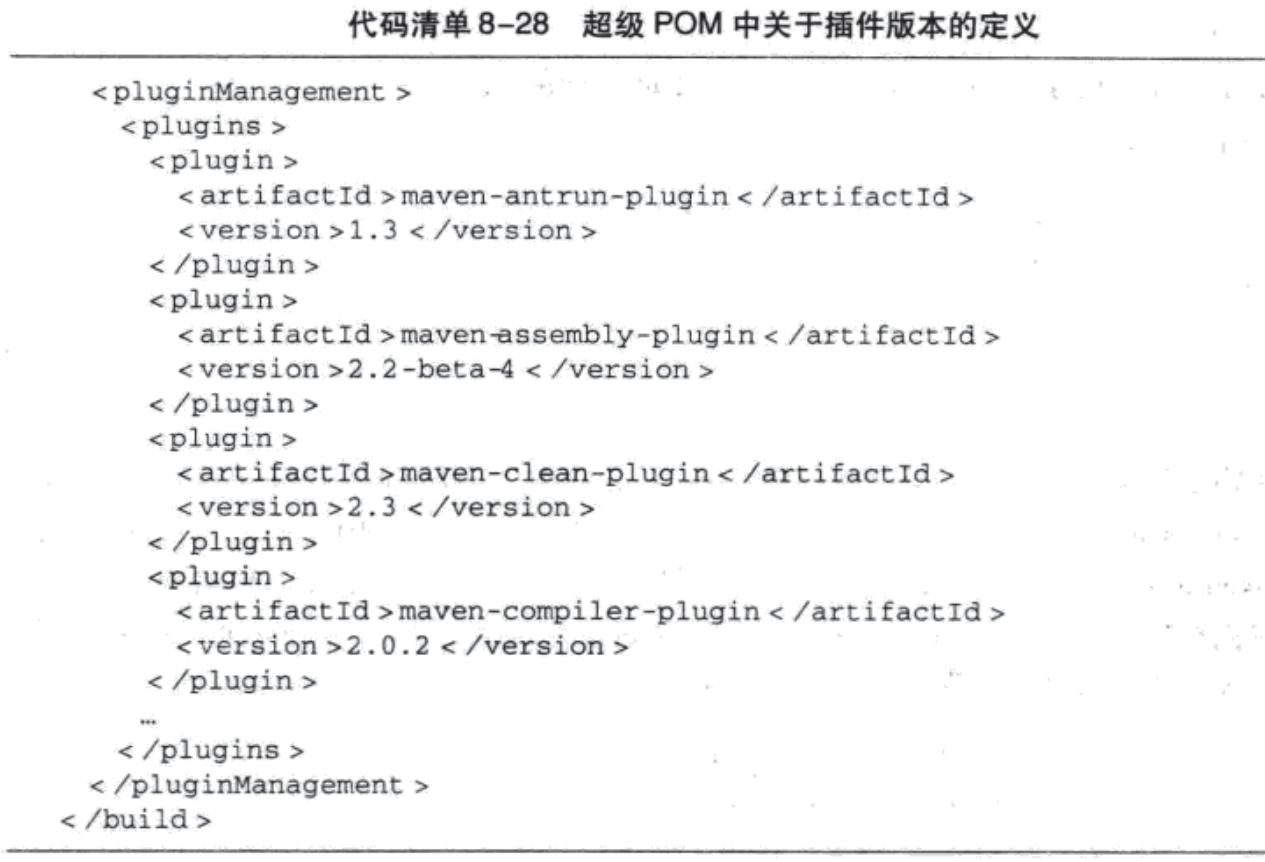 代码清单8-28 超级 POM 中关于插件版本的定义
<pluginManagement>
<plugins>
<plugin>
<artifactId>maven-antrun-plugin</artifactId>
<version>1.3</version>
</plugin>
<plugin>
<artifactId>maven-assembly-plugin</artifactId>
<version>2.2-beta-4</version>
</plugin>
<plugin>
<artifactId>maven-clean-plugin</artifactId>
<version>2.3</version>
</plugin>
<plugin>
<artifactId>maven-compiler-plugin</artifactId>
<version>2.0.2</version>
</plugin>
…
</plugins>
</pluginManagement>
</build>